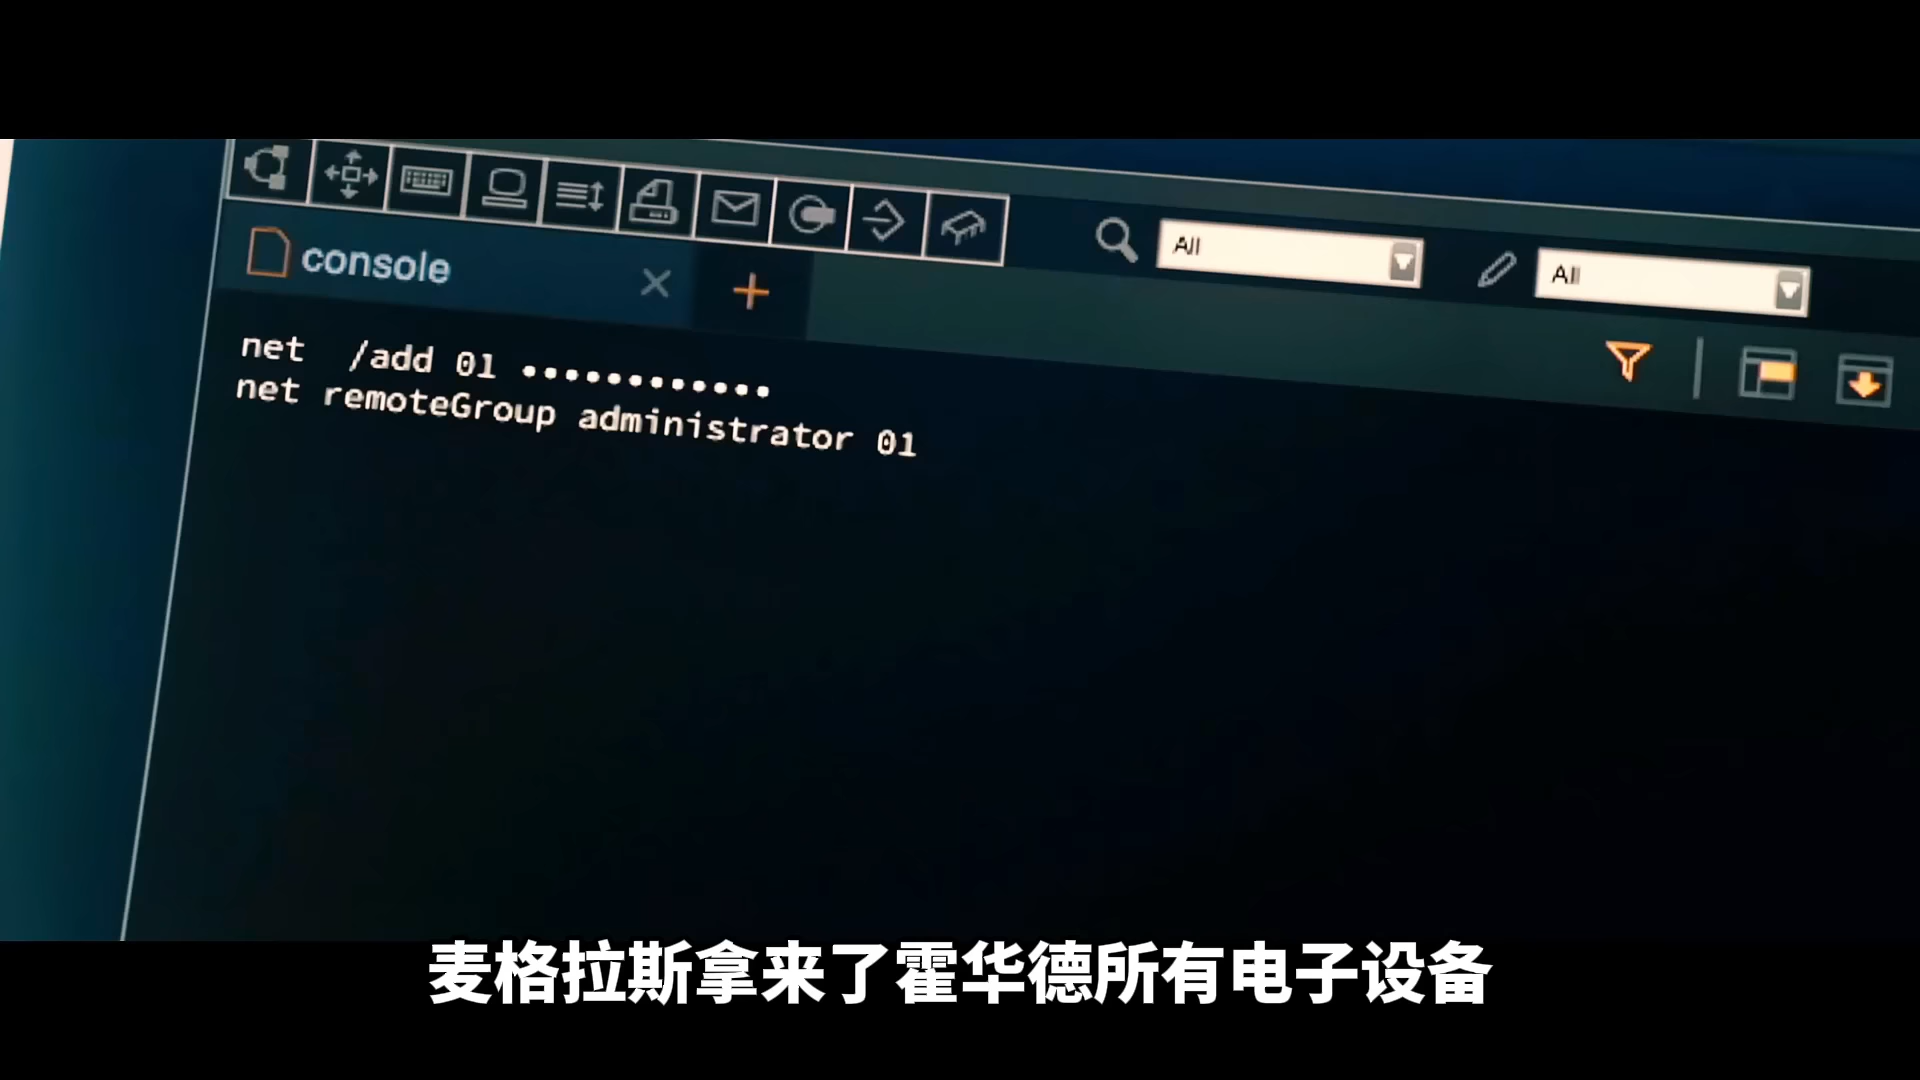 All
All
console
net  /add 01 ••••••••••••
net remoteGroup administrator 01
麦格拉斯拿来了霍华德所有电子设备